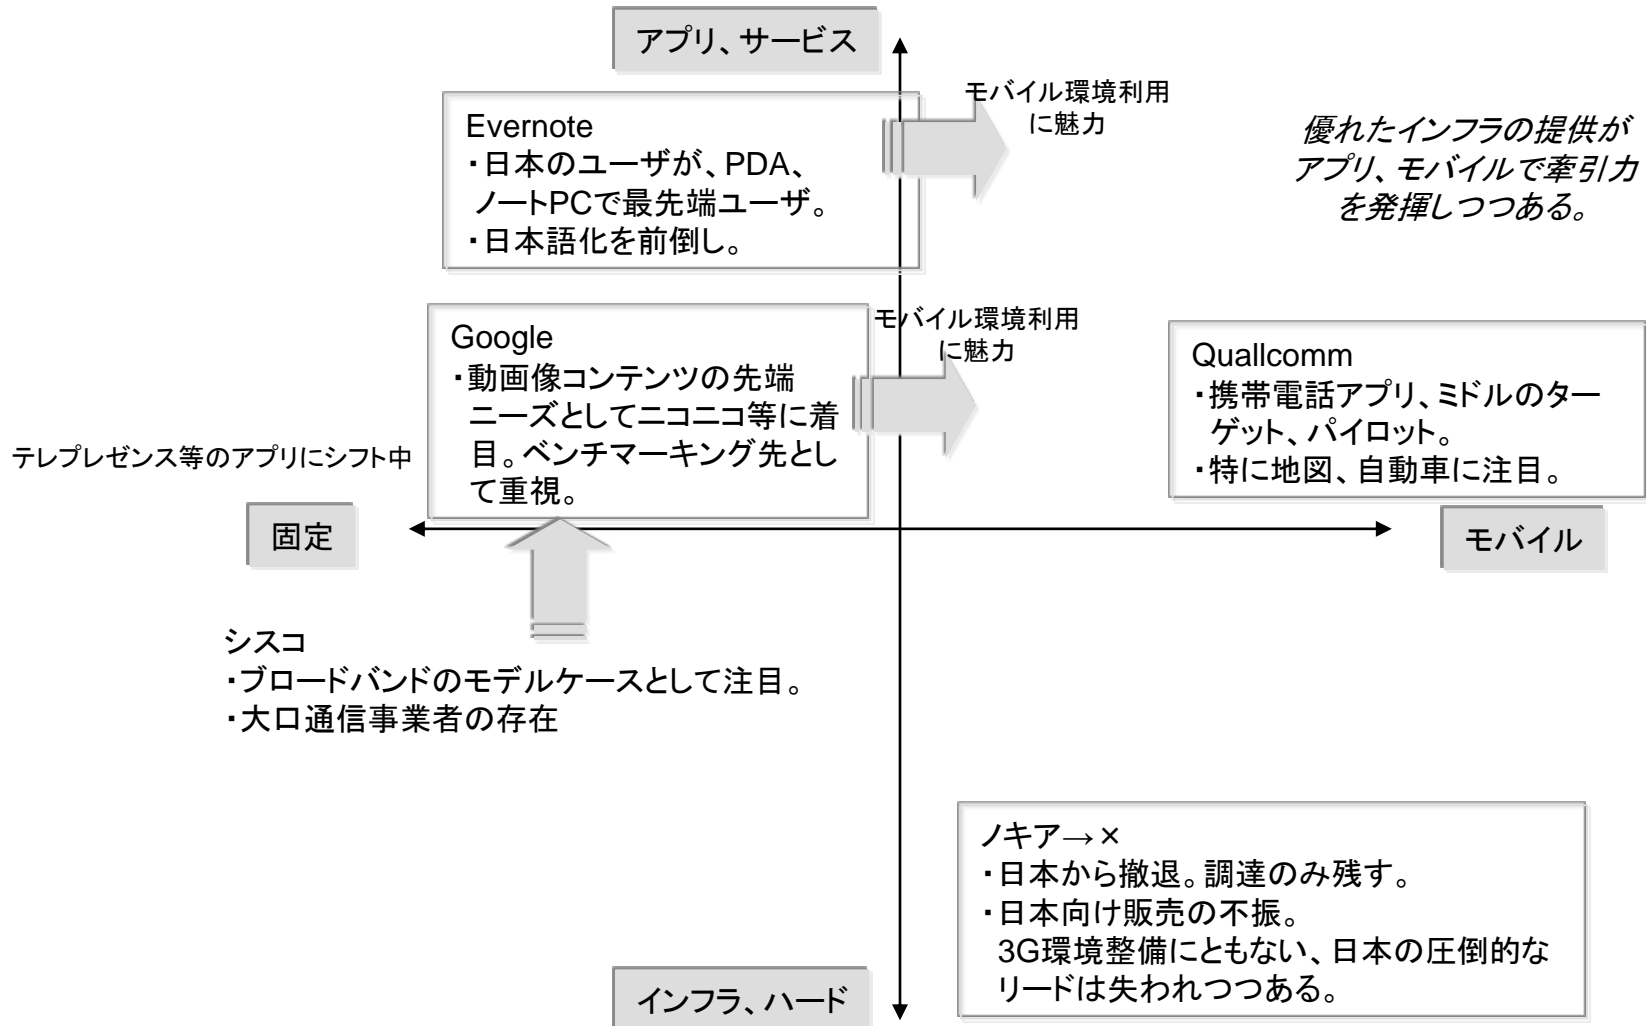 アプリ、サービス
モバイル環境利用
に魅力
Evernote
・日本のユーザが、PDA、
ノートPCで最先端ユーザ。
・日本語化を前倒し。
優れたインフラの提供が
アプリ、モバイルで牽引力
を発揮しつつある。
モバイル環境利用
に魅力
Google
・動画像コンテンツの先端
ニーズとしてニコニコ等に着
目。ベンチマーキング先とし
て重視。
Quallcomm
・携帯電話アプリ、ミドルのター
ゲット、パイロット。
・特に地図、自動車に注目。
テレプレゼンス等のアプリにシフト中
固定
モバイル
シスコ
・ブロードバンドのモデルケースとして注目。
・大口通信事業者の存在
ノキア→×
・日本から撤退。調達のみ残す。
・日本向け販売の不振。
3G環境整備にともない、日本の圧倒的な
リードは失われつつある。
インフラ、ハード